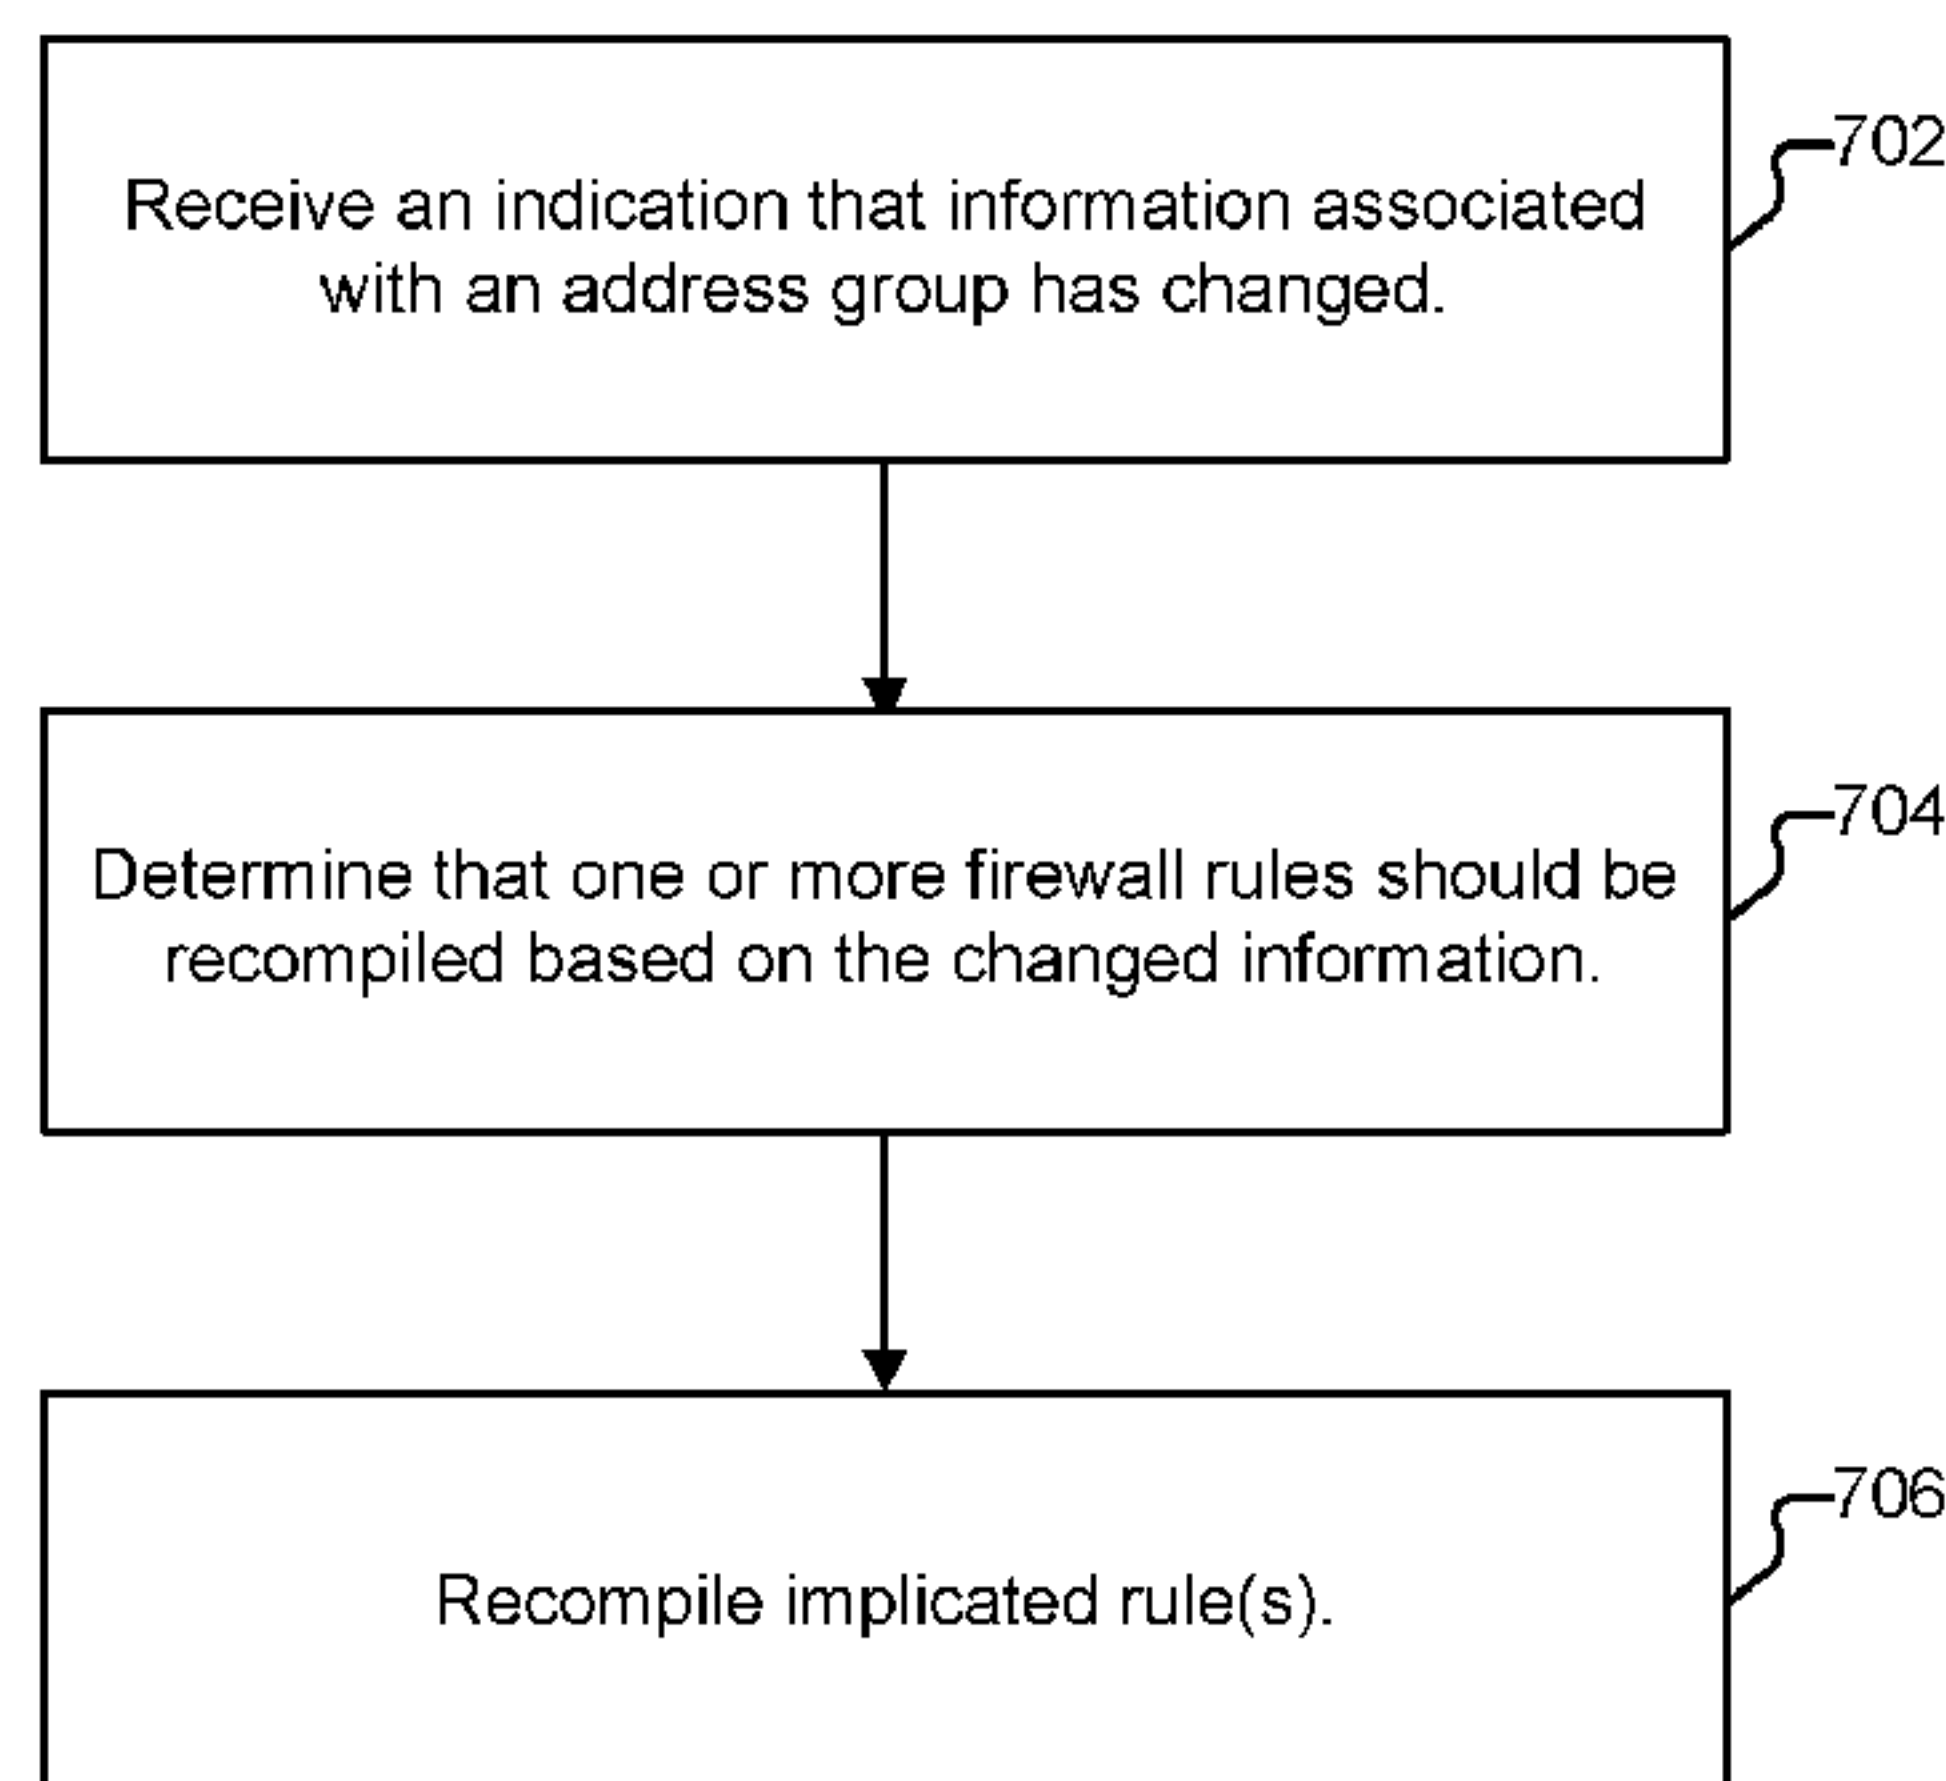 Receive an indication that information associated
with an address group has changed.
702
Determine that one or more firewall rules should be
recompiled based on the changed information.
704
Recompile implicated rule(s).
706